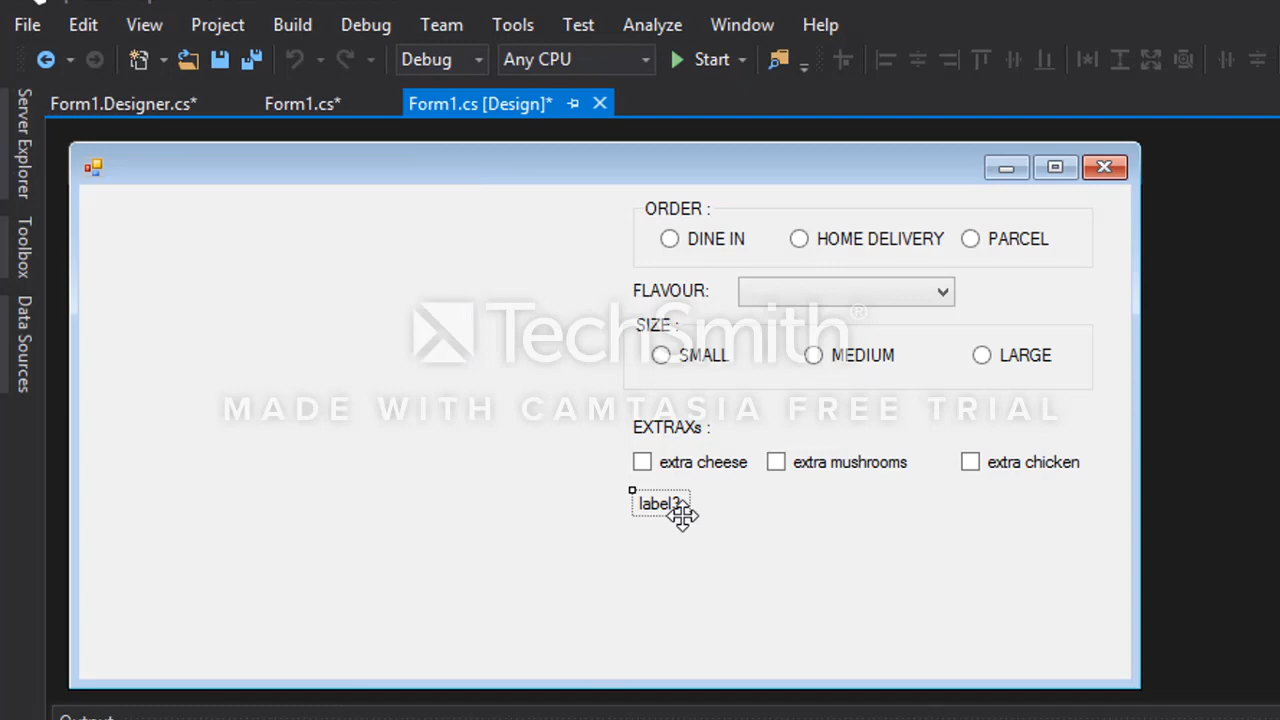 File Edit View Project Build Debug Team Tools Test Analyze Window Help
Debug Any CPU Start
Form1.Designer.cs* Form1.cs* Form1.cs [Design]*
Server Explorer
Toolbox
Data Sources
ORDER :
DINE IN HOME DELIVERY PARCEL
FLAVOUR:
TechSmith®
SIZE :
SMALL MEDIUM LARGE
MADE WITH CAMTASIA FREE TRIAL
EXTRAXs :
extra cheese extra mushrooms extra chicken
label3
Output